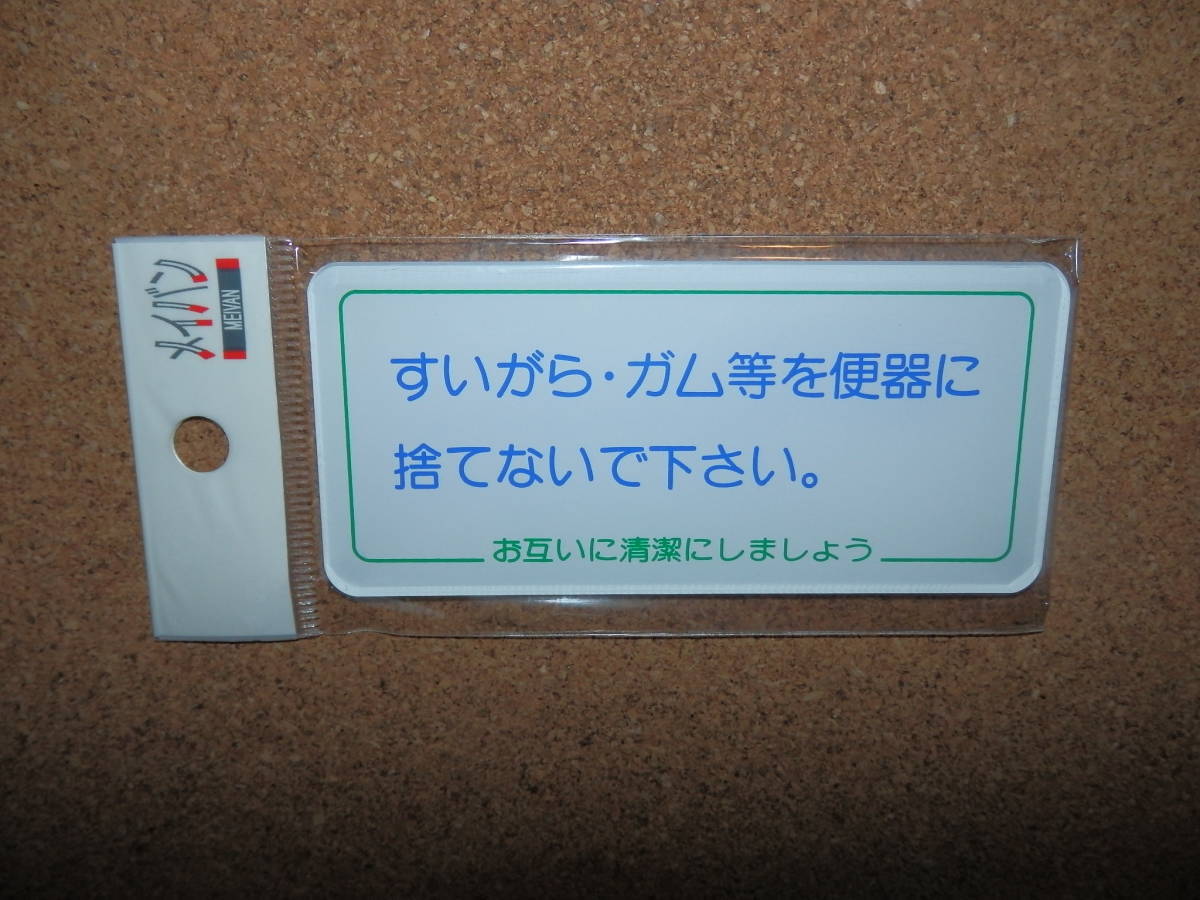 メイバン
MEIVAN
すいがら・ガム等を便器に
捨てないで下さい。
お互いに清潔にしましょう